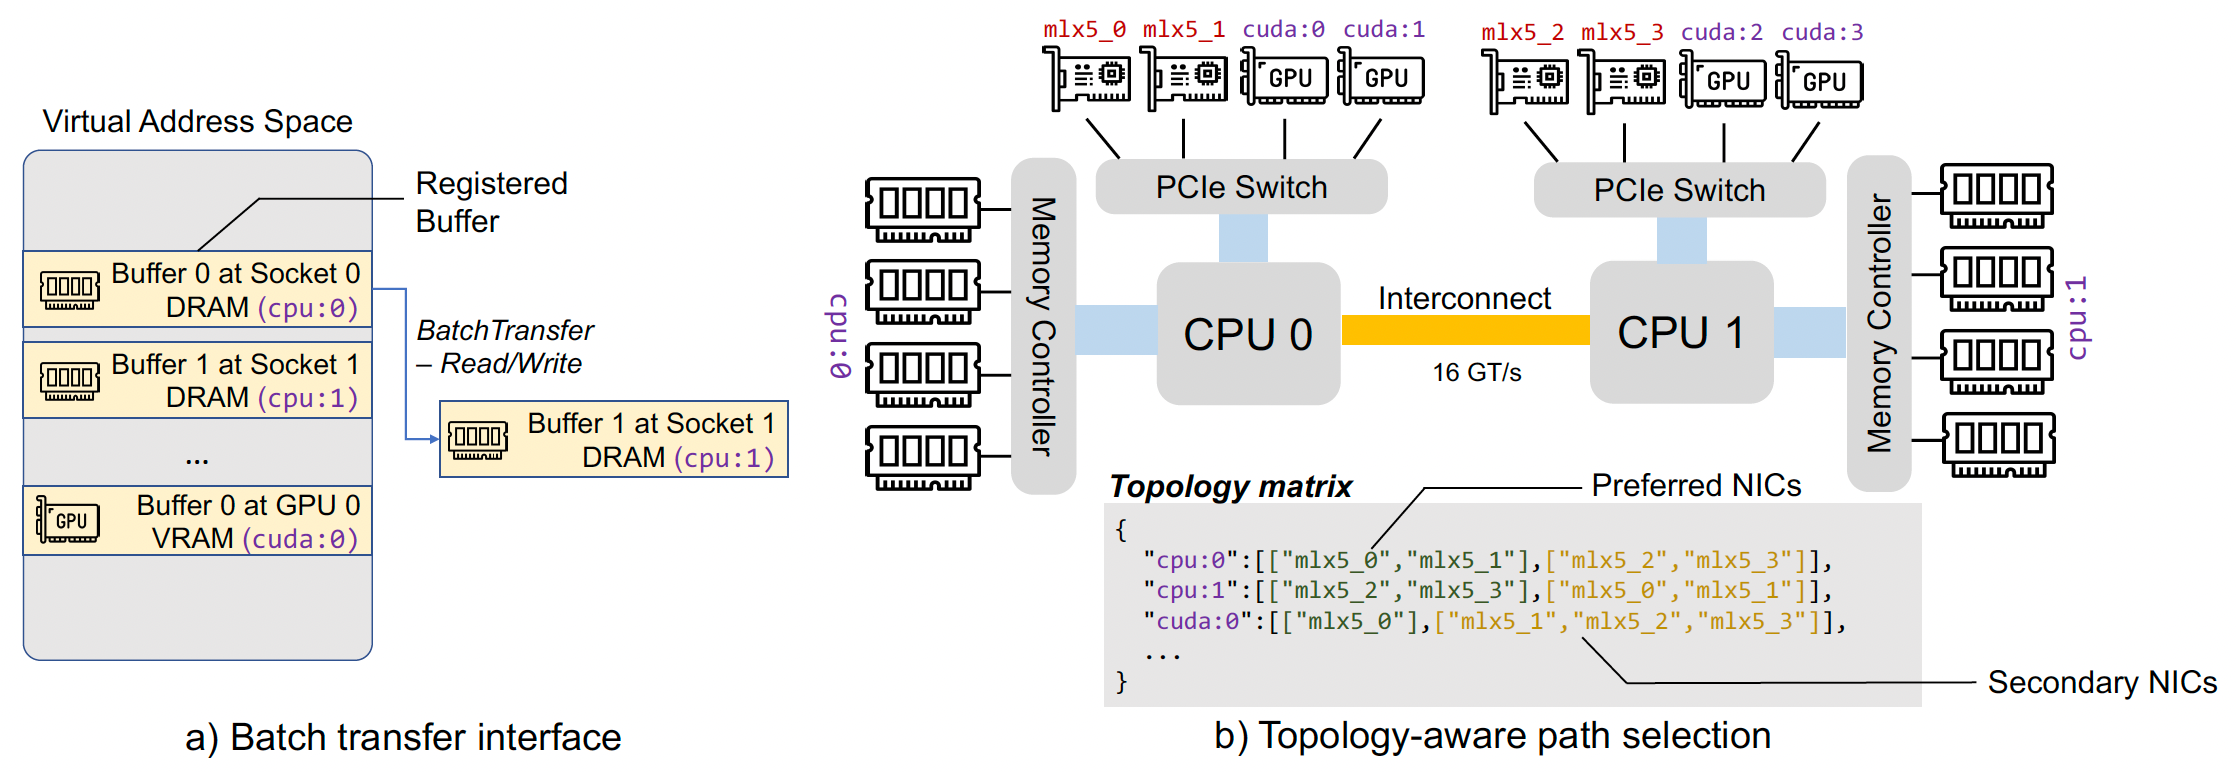 Virtual Address Space
Registered
Buffer
Buffer 0 at Socket 0
DRAM (cpu:0)
BatchTransfer
– Read/Write
Buffer 1 at Socket 1
DRAM (cpu:1)
Buffer 1 at Socket 1
DRAM (cpu:1)
...
GPU
Buffer 0 at GPU 0
VRAM (cuda:0)
a) Batch transfer interface
mlx5_0 mlx5_1 cuda:0 cuda:1
GPU GPU
mlx5_2 mlx5_3 cuda:2 cuda:3
GPU GPU
PCIe Switch
PCIe Switch
cpu:0
Memory Controller
CPU 0
Interconnect
16 GT/s
CPU 1
Memory Controller
cpu:1
Topology matrix
Preferred NICs
{
"cpu:0":[["mlx5_0","mlx5_1"],["mlx5_2","mlx5_3"]],
"cpu:1":[["mlx5_2","mlx5_3"],["mlx5_0","mlx5_1"]],
"cuda:0":[["mlx5_0"],["mlx5_1","mlx5_2","mlx5_3"]],
...
}
Secondary NICs
b) Topology-aware path selection